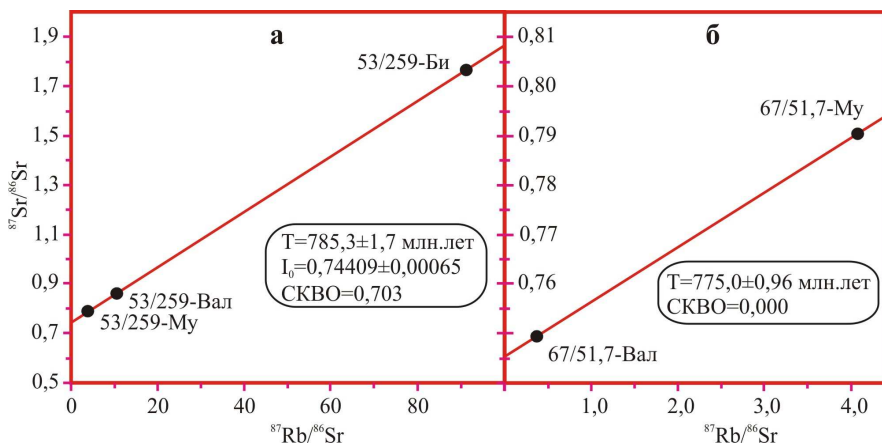 а
б
1,9
1,7
1,5
1,3
1,1
0,9
0,7
0,5
⁸⁷Sr/⁸⁶Sr
53/259-Би
T=785,3±1,7 млн.лет
I₀=0,74409±0,00065
СКВО=0,703
53/259-Вал
53/259-Му
0
20
40
60
80
⁸⁷Rb/⁸⁶Sr
0,81
0,80
0,79
0,78
0,77
0,76
67/51,7-Му
T=775,0±0,96 млн.лет
СКВО=0,000
67/51,7-Вал
1,0
2,0
3,0
4,0
⁸⁷Rb/⁸⁶Sr